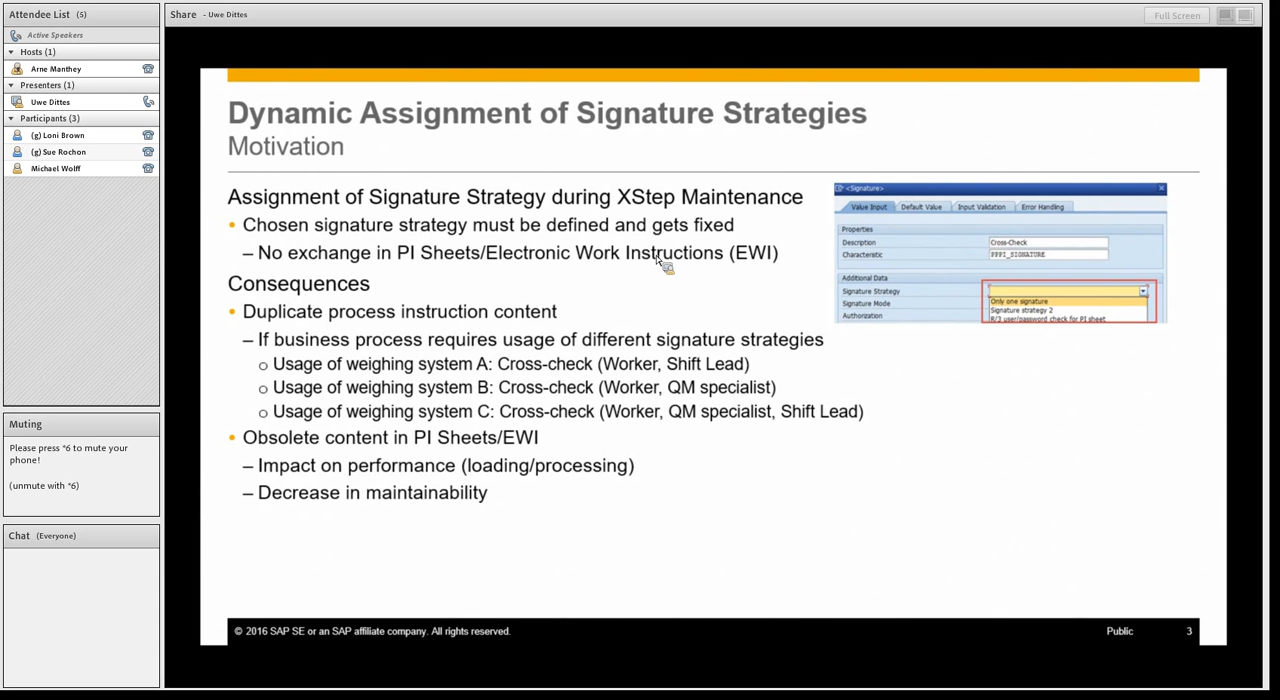 Attendee List (5)
Active Speakers
Hosts (1)
Arne Manthey
Presenters (1)
Uwe Dittes
Participants (3)
(g) Loni Brown
(g) Sue Rochon
Michael Wolff
Muting
Please press *6 to mute your
phone!
(unmute with *6)
Chat (Everyone)
Share - Uwe Dittes
Full Screen
Dynamic Assignment of Signature Strategies
Motivation
Assignment of Signature Strategy during XStep Maintenance
• Chosen signature strategy must be defined and gets fixed
– No exchange in PI Sheets/Electronic Work Instructions (EWI)
Consequences
• Duplicate process instruction content
– If business process requires usage of different signature strategies
o Usage of weighing system A: Cross-check (Worker, Shift Lead)
o Usage of weighing system B: Cross-check (Worker, QM specialist)
o Usage of weighing system C: Cross-check (Worker, QM specialist, Shift Lead)
• Obsolete content in PI Sheets/EWI
– Impact on performance (loading/processing)
– Decrease in maintainability
<Signature>
Value Input Default Value Input Validation Error Handling
Properties
Description Cross-Check
Characteristic PPPI_SIGNATURE
Additional Data
Signature Strategy
Only one signature
Signature Mode
Signature strategy 2
Authorization
R/3 user/password check for PI sheet
© 2016 SAP SE or an SAP affiliate company. All rights reserved.
Public 3